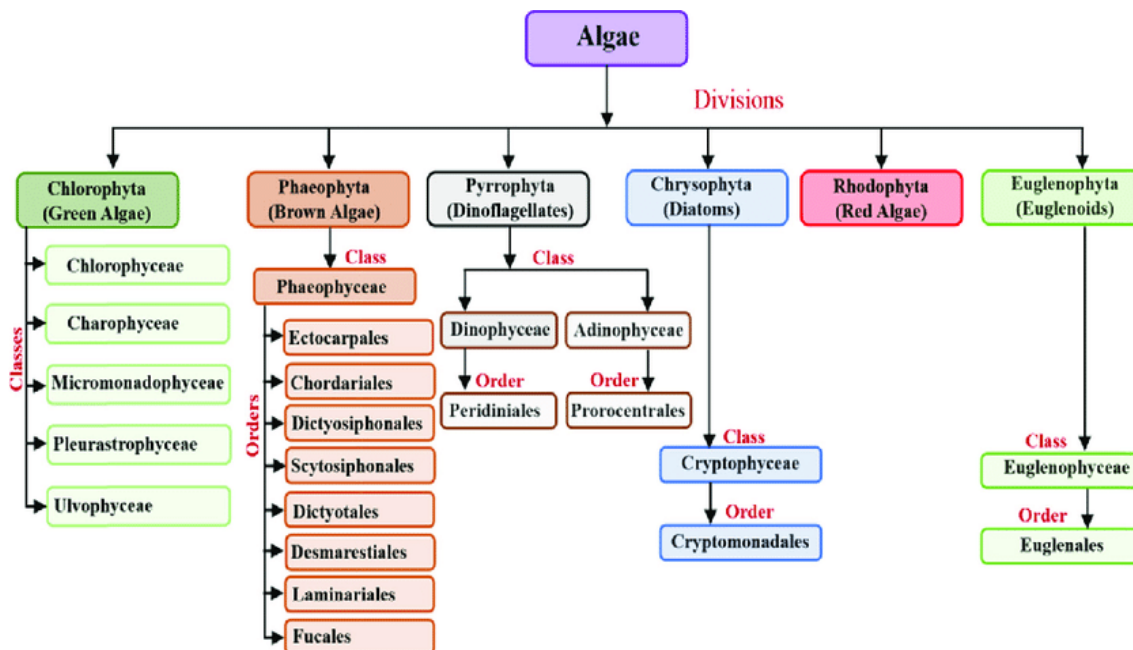 Algae
Divisions
Chlorophyta
(Green Algae)
Phaeophyta
(Brown Algae)
Pyrrophyta
(Dinoflagellates)
Chrysophyta
(Diatoms)
Rhodophyta
(Red Algae)
Euglenophyta
(Euglenoids)
Classes
Chlorophyceae
Charophyceae
Micromonadophyceae
Pleurastrophyceae
Ulvophyceae
Class
Phaeophyceae
Orders
Ectocarpales
Chordariales
Dictyosiphonales
Scytosiphonales
Dictyotales
Desmarestiales
Laminariales
Fucales
Class
Dinophyceae
Adinophyceae
Order
Order
Peridiniales
Prorocentrales
Class
Cryptophyceae
Order
Cryptomonadales
Class
Euglenophyceae
Order
Euglenales